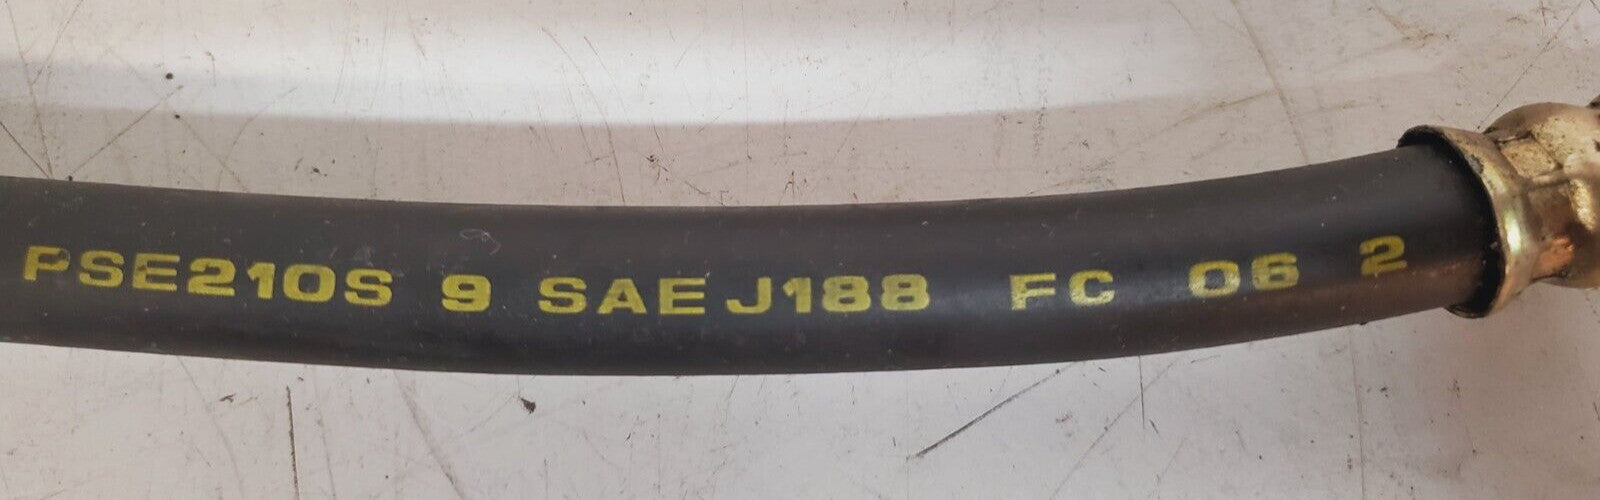 PSE210S 9 SAE J188 FC 06 2